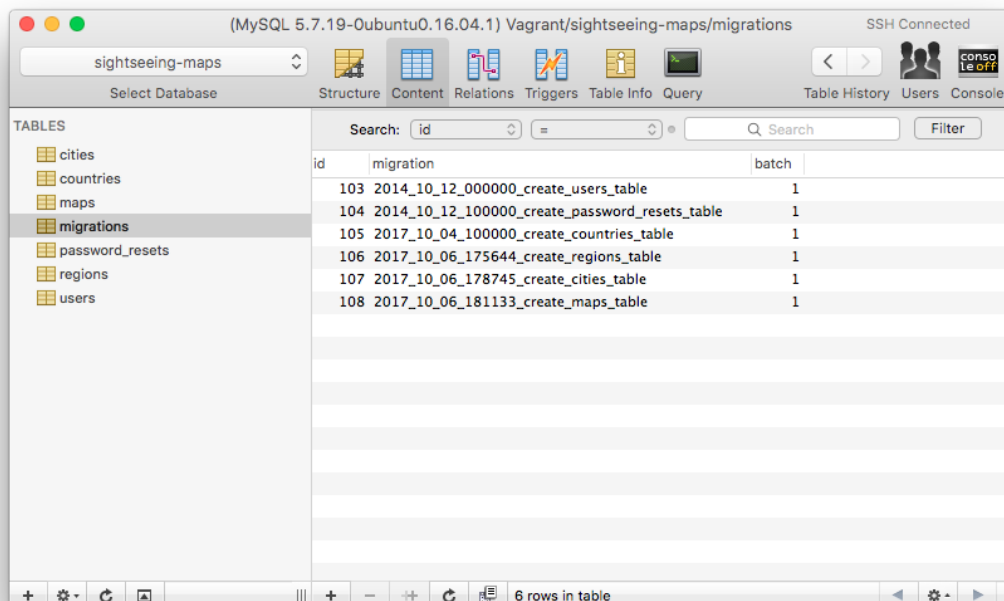 (MySQL 5.7.19-0ubuntu0.16.04.1) Vagrant/sightseeing-maps/migrations
SSH Connected
sightseeing-maps
Select Database
Structure Content Relations Triggers Table Info Query
Table History Users Console
conso
le off
TABLES
cities
countries
maps
migrations
password_resets
regions
users
Search: id = Search Filter
id migration batch
103 2014_10_12_000000_create_users_table 1
104 2014_10_12_100000_create_password_resets_table 1
105 2017_10_04_100000_create_countries_table 1
106 2017_10_06_175644_create_regions_table 1
107 2017_10_06_178745_create_cities_table 1
108 2017_10_06_181133_create_maps_table 1
6 rows in table